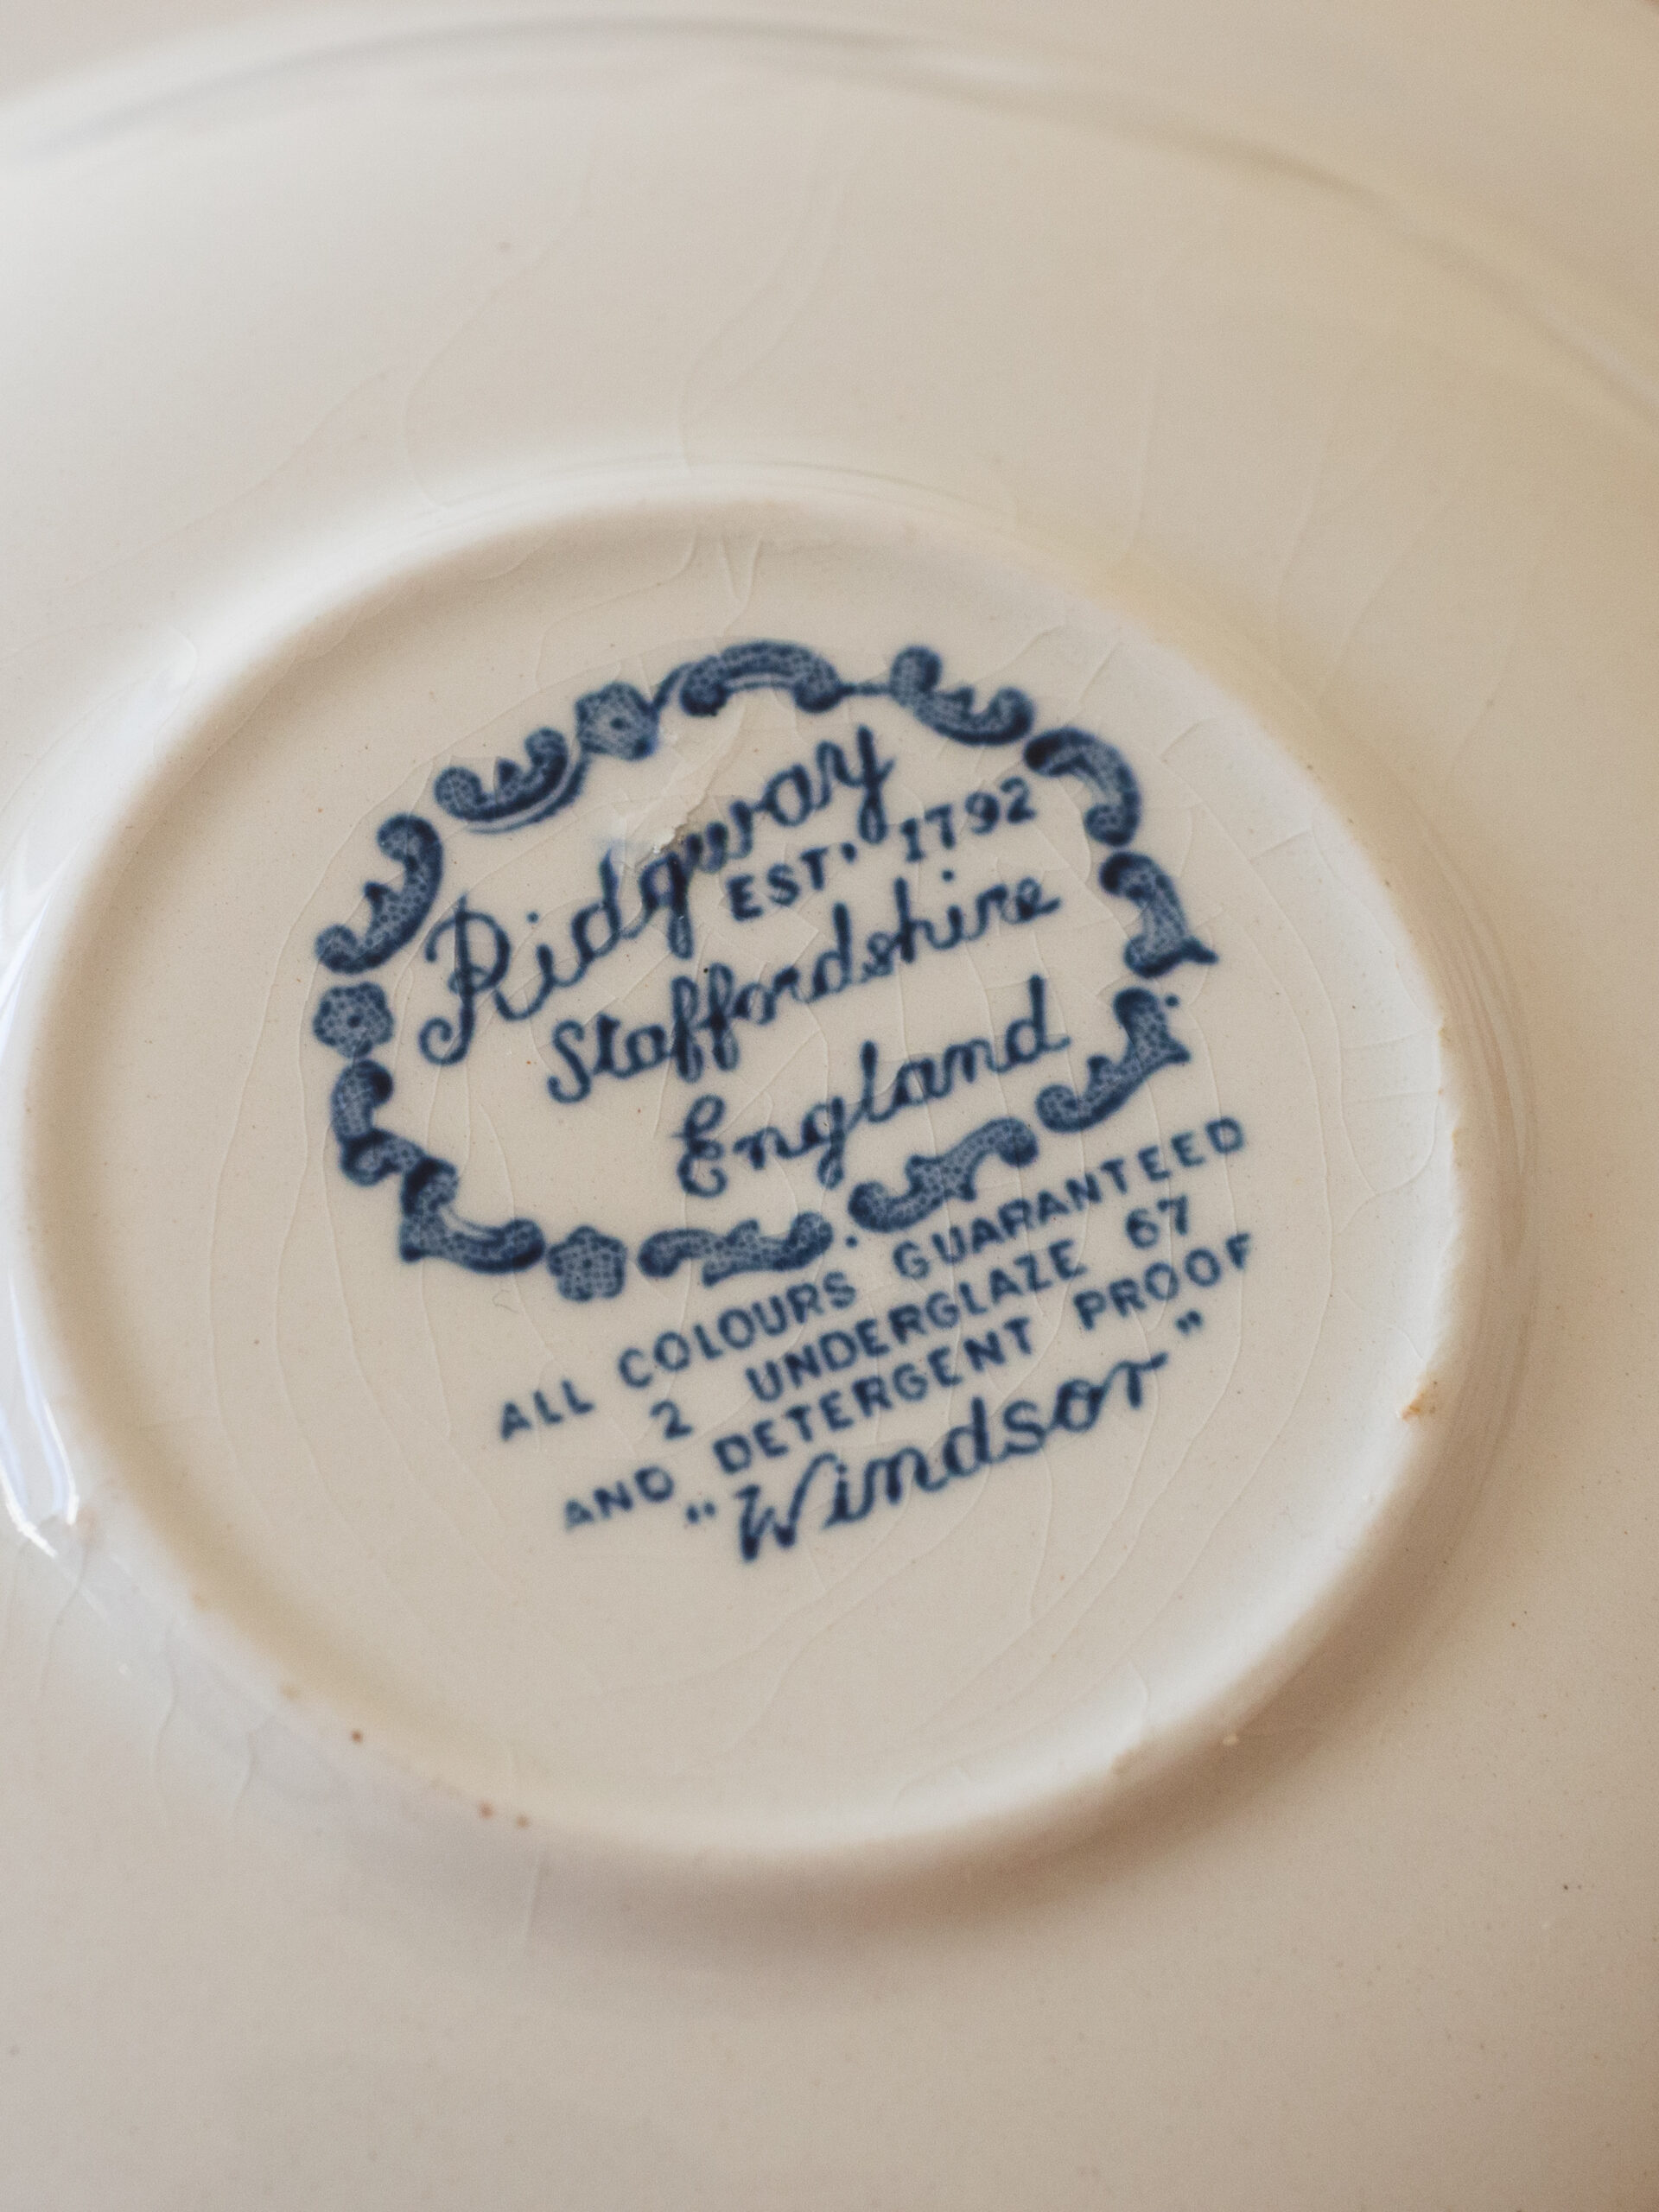 Ridgway
EST. 1792
Staffordshire
England
ALL COLOURS GUARANTEED
2 UNDERGLAZE 67
AND DETERGENT PROOF
"Windsor"